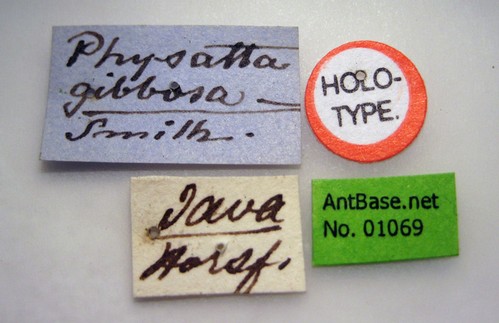 Physatta
gibbosa
Smith.
HOLO-
TYPE.
Java
Horsf.
AntBase.net
No. 01069